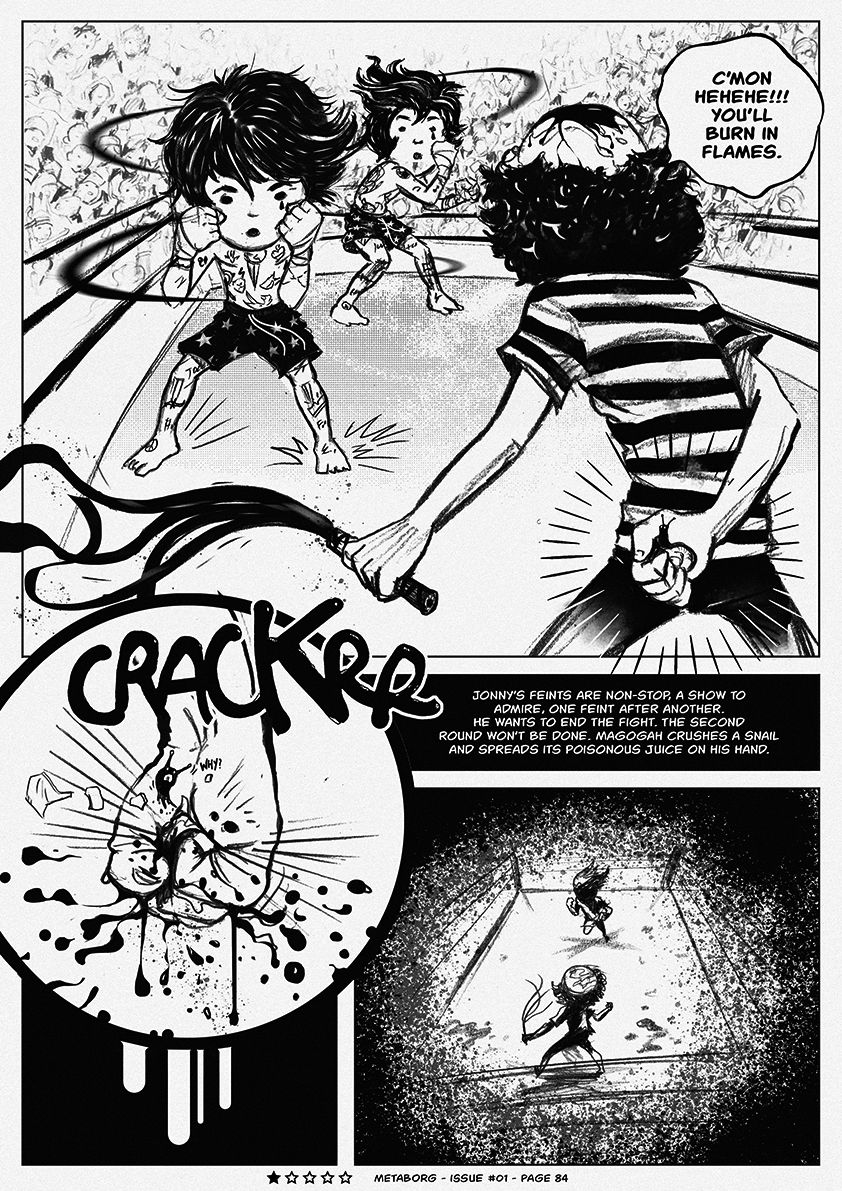 C'MON
HEHEHE!!!
YOU'LL
BURN IN
FLAMES.
CRACKRR
JONNY'S FEINTS ARE NON-STOP, A SHOW TO
ADMIRE, ONE FEINT AFTER ANOTHER.
HE WANTS TO END THE FIGHT. THE SECOND
ROUND WON'T BE DONE. MAGOGAH CRUSHES A SNAIL
AND SPREADS ITS POISONOUS JUICE ON HIS HAND.
WHY?
METABORG - ISSUE #01 - PAGE 84